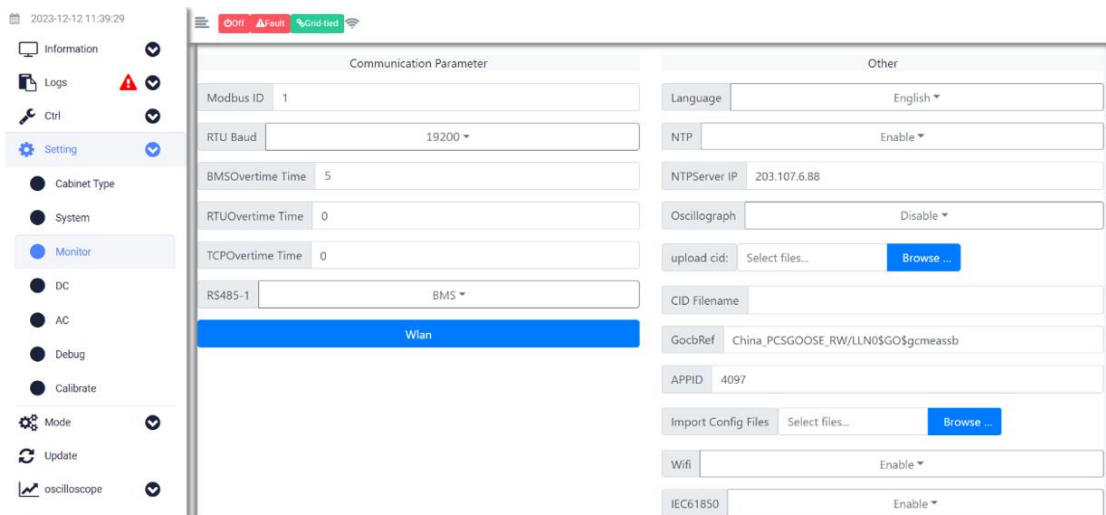 2023-12-12 11:39:29
Information
Logs
Ctrl
Setting
Cabinet Type
System
Monitor
DC
AC
Debug
Calibrate
Mode
Update
oscilloscope
Off Fault Grid-tied
Communication Parameter
Modbus ID 1
RTU Baud 19200
BMSOvertime Time 5
RTUOvertime Time 0
TCPOvertime Time 0
RS485-1 BMS
Wlan
Other
Language English
NTP Enable
NTPServer IP 203.107.6.88
Oscillograph Disable
upload cid: Select files... Browse ...
CID Filename
GocbRef China_PCSGOOSE_RW/LLN0$GO$gcmeassb
APPID 4097
Import Config Files Select files... Browse ...
Wifi Enable
IEC61850 Enable